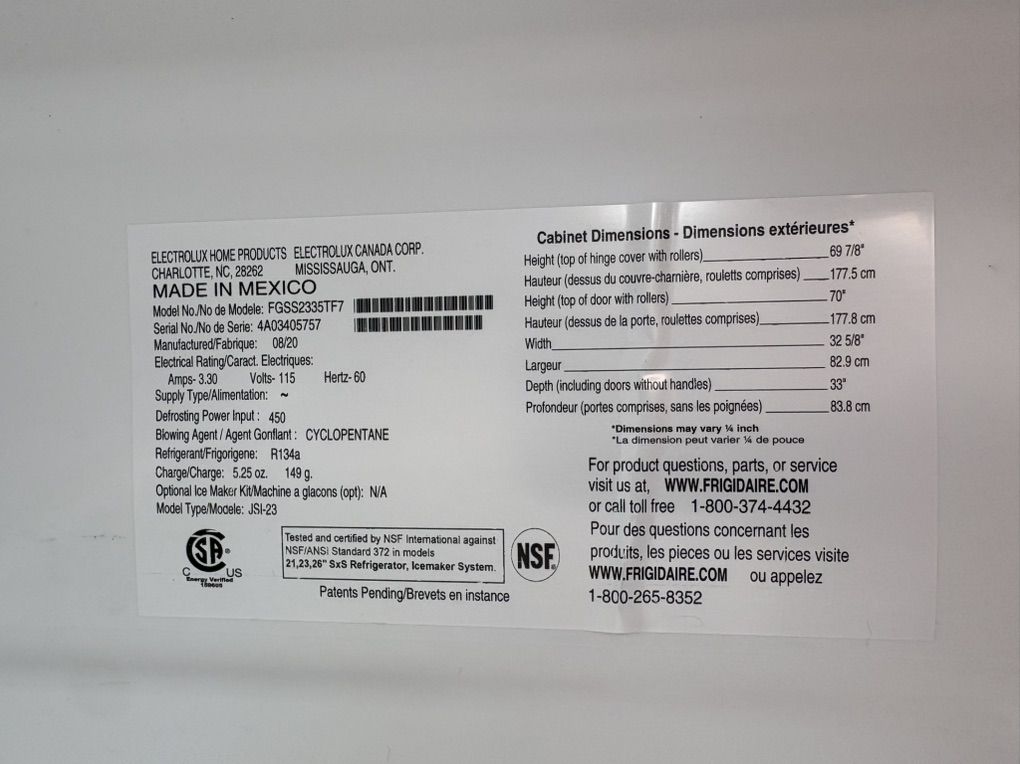 ELECTROLUX HOME PRODUCTS ELECTROLUX CANADA CORP.
CHARLOTTE, NC, 28262 MISSISSAUGA, ONT.
MADE IN MEXICO
Model No./No de Modele: FGSS2335TF7
Serial No./No de Serie: 4A03405757
Manufactured/Fabrique: 08/20
Electrical Rating/Caract. Electriques:
Amps- 3.30 Volts- 115 Hertz- 60
Supply Type/Alimentation: ~
Defrosting Power Input : 450
Blowing Agent / Agent Gonflant : CYCLOPENTANE
Refrigerant/Frigorigene: R134a
Charge/Charge: 5.25 oz. 149 g.
Optional Ice Maker Kit/Machine a glacons (opt): N/A
Model Type/Modele: JSI-23
CSA®
C US
Energy Verified
Tested and certified by NSF International against
NSF/ANSI Standard 372 in models
21,23,26" SxS Refrigerator, Icemaker System.
NSF®
Patents Pending/Brevets en instance
Cabinet Dimensions - Dimensions extérieures*
Height (top of hinge cover with rollers) 69 7/8"
Hauteur (dessus du couvre-charnière, rouletts comprises) 177.5 cm
Height (top of door with rollers) 70"
Hauteur (dessus de la porte, roulettes comprises) 177.8 cm
Width 32 5/8"
Largeur 82.9 cm
Depth (including doors without handles) 33"
Profondeur (portes comprises, sans les poignées) 83.8 cm
*Dimensions may vary ¼ inch
*La dimension peut varier ¼ de pouce
For product questions, parts, or service
visit us at, WWW.FRIGIDAIRE.COM
or call toll free 1-800-374-4432
Pour des questions concernant les
produits, les pieces ou les services visite
WWW.FRIGIDAIRE.COM ou appelez
1-800-265-8352